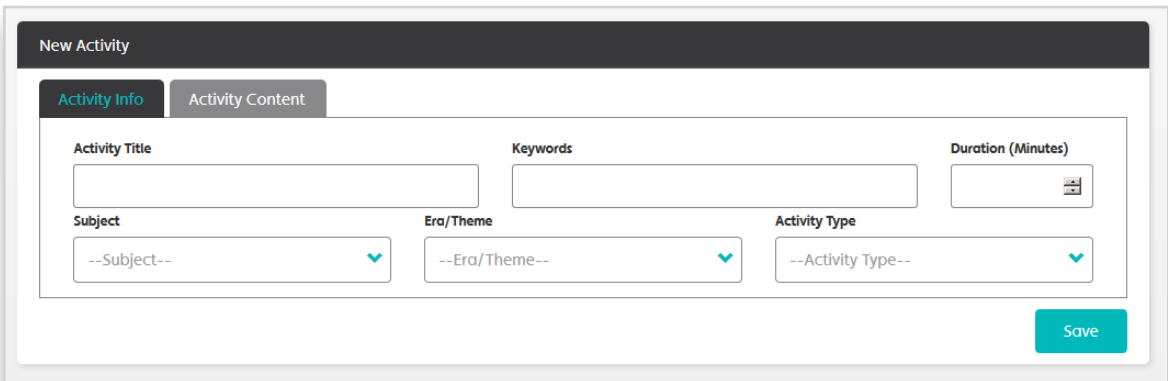 New Activity
Activity Info Activity Content
Activity Title Keywords Duration (Minutes)
Subject Era/Theme Activity Type
--Subject-- --Era/Theme-- --Activity Type--
Save